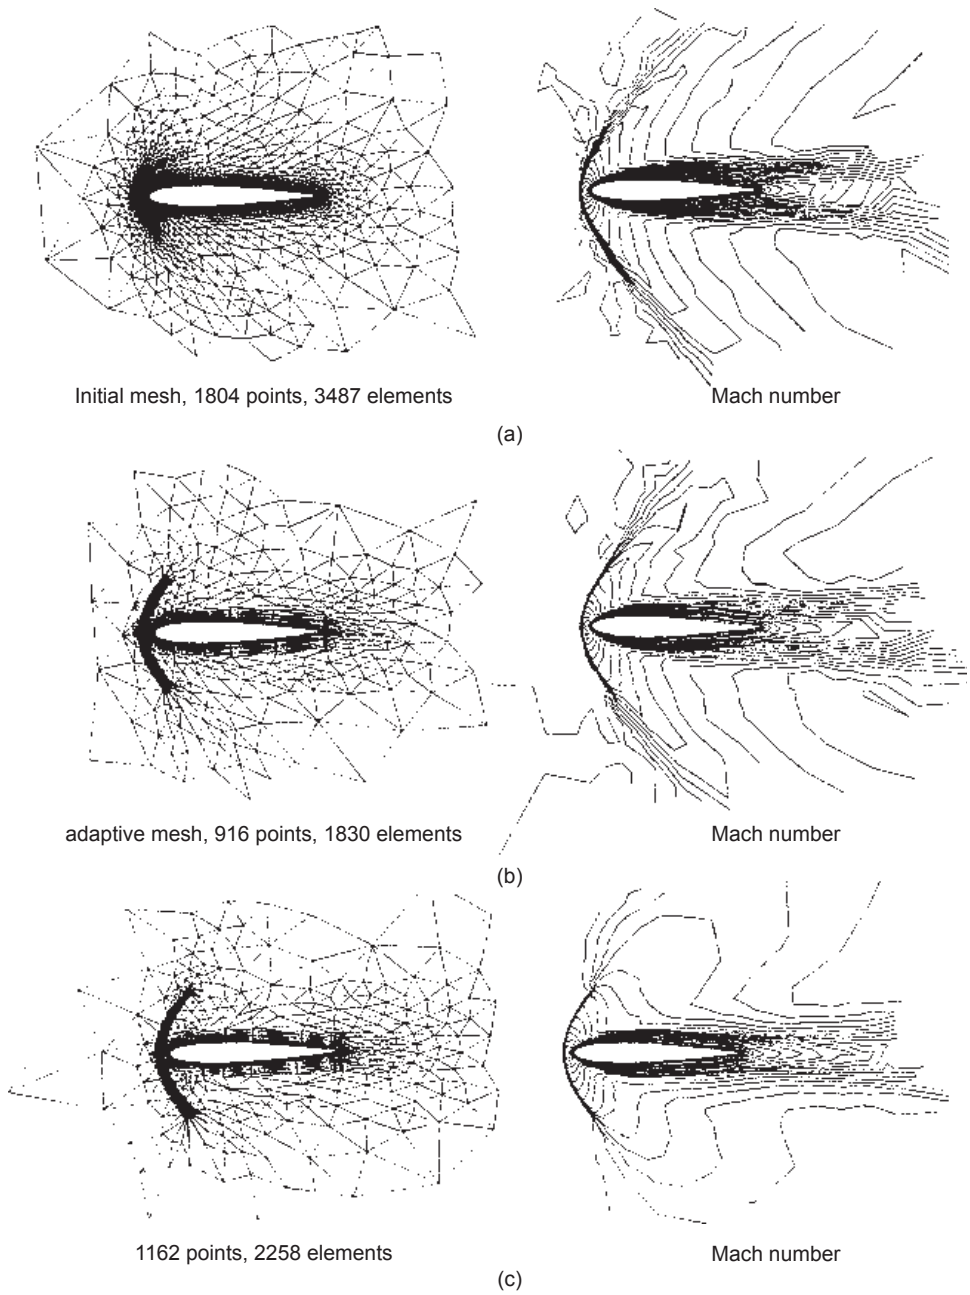 Initial mesh, 1804 points, 3487 elements
Mach number
(a)
adaptive mesh, 916 points, 1830 elements
Mach number
(b)
1162 points, 2258 elements
Mach number
(c)